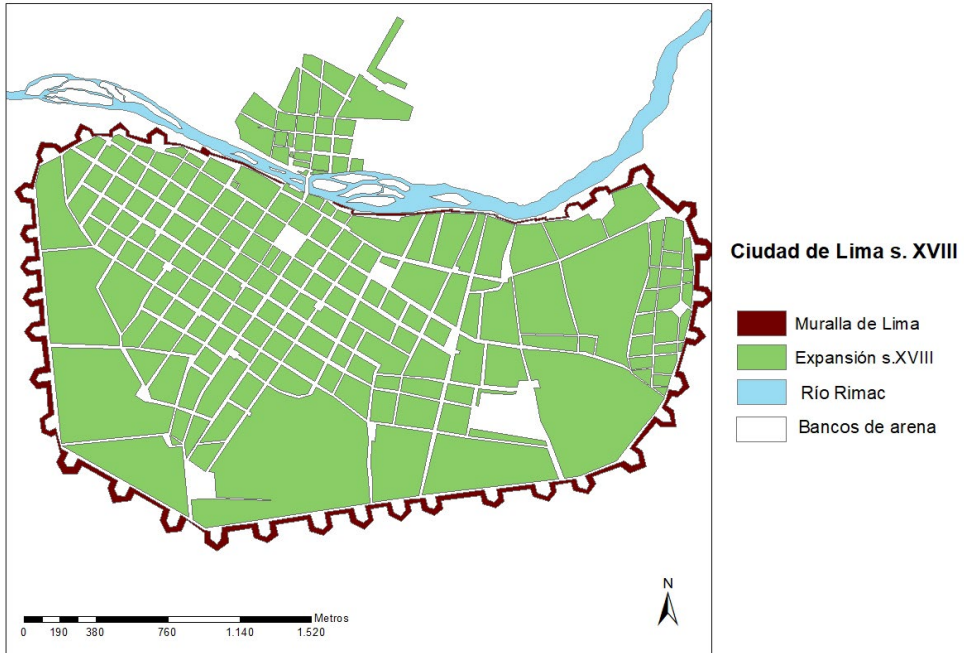 Ciudad de Lima s. XVIII
Muralla de Lima
Expansión s.XVIII
Río Rimac
Bancos de arena
N
Metros
0 190 380 760 1.140 1.520